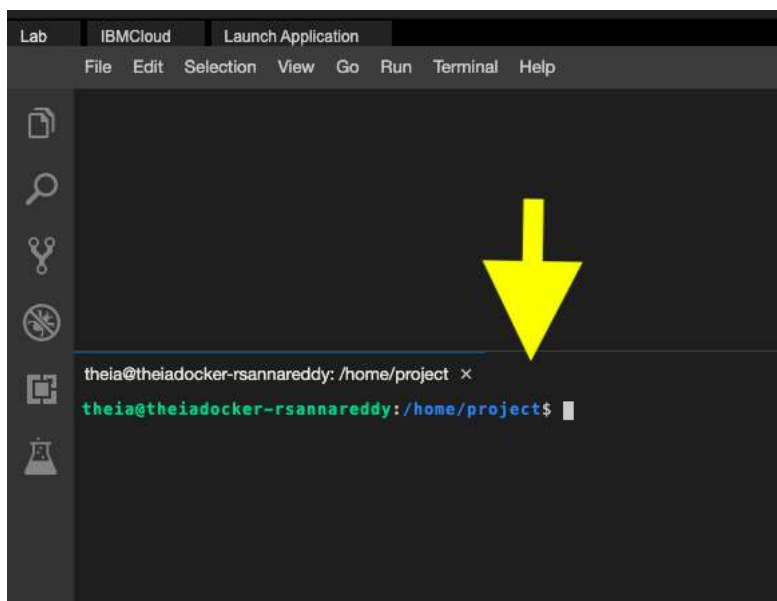 Lab IBMCloud Launch Application
File Edit Selection View Go Run Terminal Help
theia@theiadocker-rsannareddy: /home/project ×
theia@theiadocker-rsannareddy:/home/project$